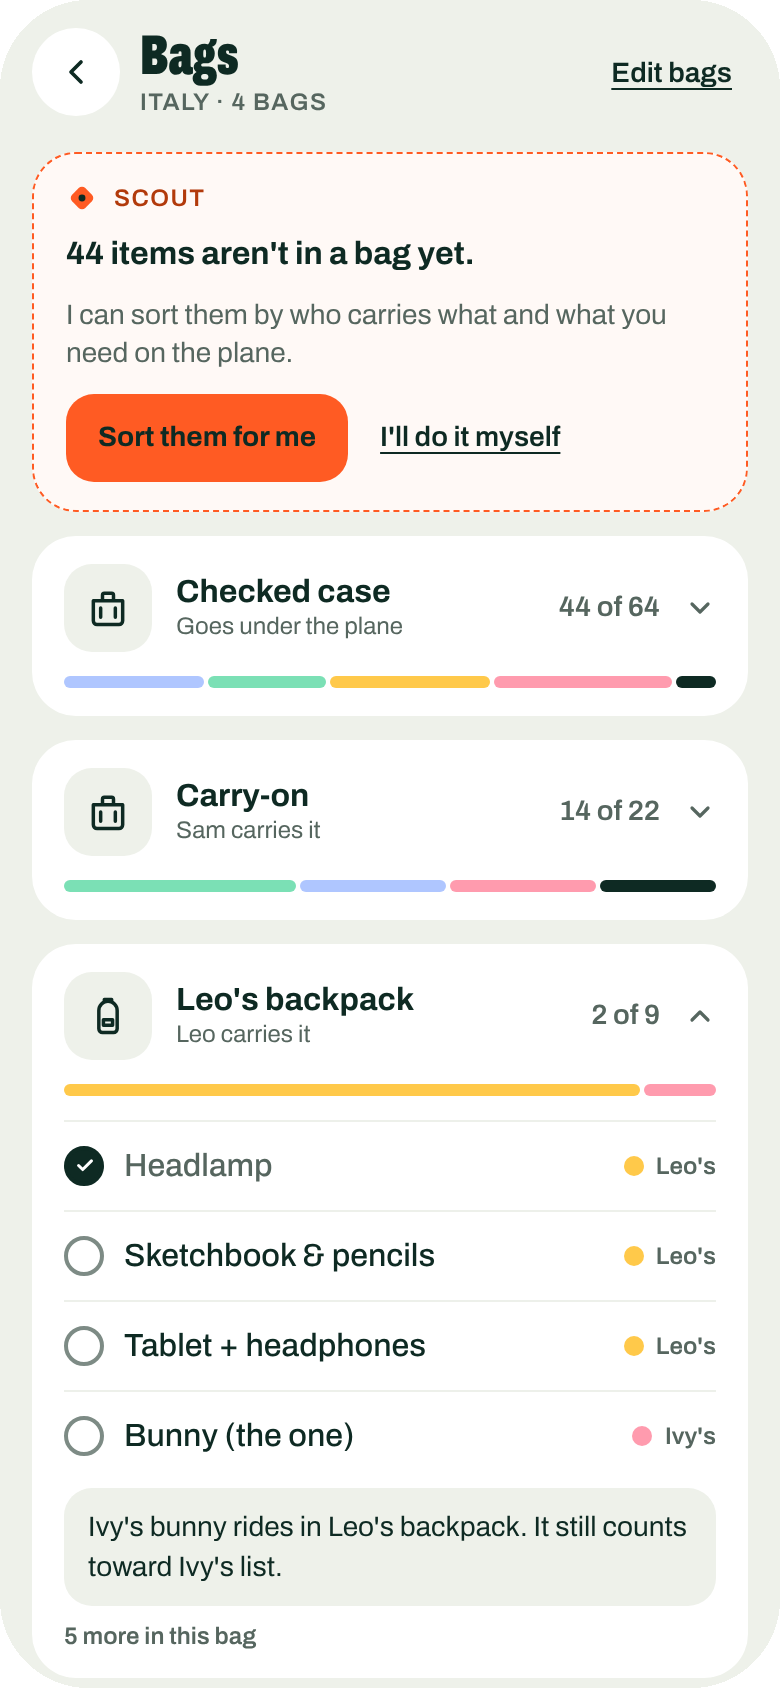 Bags
ITALY · 4 BAGS
Edit bags
SCOUT
44 items aren't in a bag yet.
I can sort them by who carries what and what you
need on the plane.
Sort them for me
I'll do it myself
Checked case
Goes under the plane
44 of 64
Carry-on
Sam carries it
14 of 22
Leo's backpack
Leo carries it
2 of 9
Headlamp
Leo's
Sketchbook & pencils
Leo's
Tablet + headphones
Leo's
Bunny (the one)
Ivy's
Ivy's bunny rides in Leo's backpack. It still counts
toward Ivy's list.
5 more in this bag